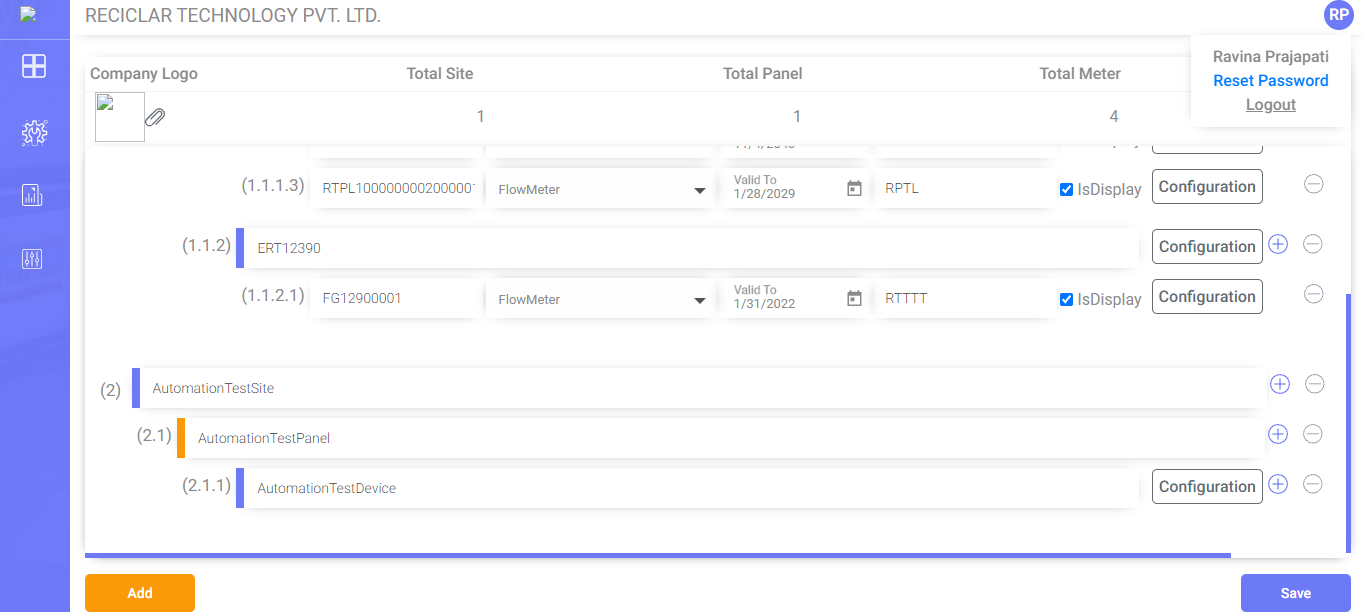 RECICLAR TECHNOLOGY PVT. LTD.
RP
Ravina Prajapati
Reset Password
Logout
Company Logo Total Site Total Panel Total Meter
1 1 4
(1.1.1.3) RTPL100000000200000 FlowMeter Valid To 1/28/2029 RPTL IsDisplay Configuration
(1.1.2) ERT12390 Configuration
(1.1.2.1) FG12900001 FlowMeter Valid To 1/31/2022 RTTTT IsDisplay Configuration
(2) AutomationTestSite
(2.1) AutomationTestPanel
(2.1.1) AutomationTestDevice Configuration
Add Save